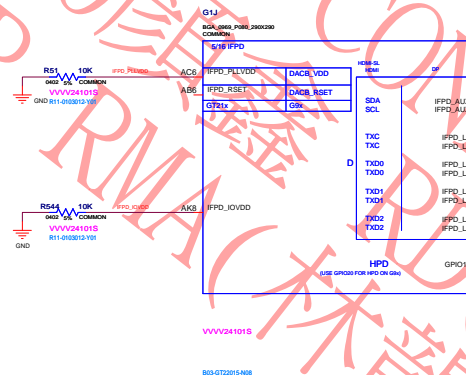 G1J
BGA_0969_P080_290X290
COMMON
5/16 IFPD
HDMI-SL
HDMI
DP
R51 10K
IFPD_PLLVDD
AC6 IFPD_PLLVDD
DACB_VDD
0402 5% COMMON
VVVV24101S
GND R11-0103012-Y01
AB6 IFPD_RSET
DACB_RSET
GT21x G9x
SDA
SCL
IFPD_AU
IFPD_AU
TXC
TXC
IFPD_L
IFPD_L
D
TXD0
TXD0
IFPD_L
IFPD_L
TXD1
TXD1
IFPD_L
IFPD_L
TXD2
TXD2
IFPD_L
IFPD_L
R544 10K
IFPD_IOVDD
AK8 IFPD_IOVDD
0402 5% COMMON
VVVV24101S
R11-0103012-Y01
GND
HPD
(USE GPIO20 FOR HPD ON G9x)
GPIO1
VVVV24101S
B03-GT22015-N08
RMA(林